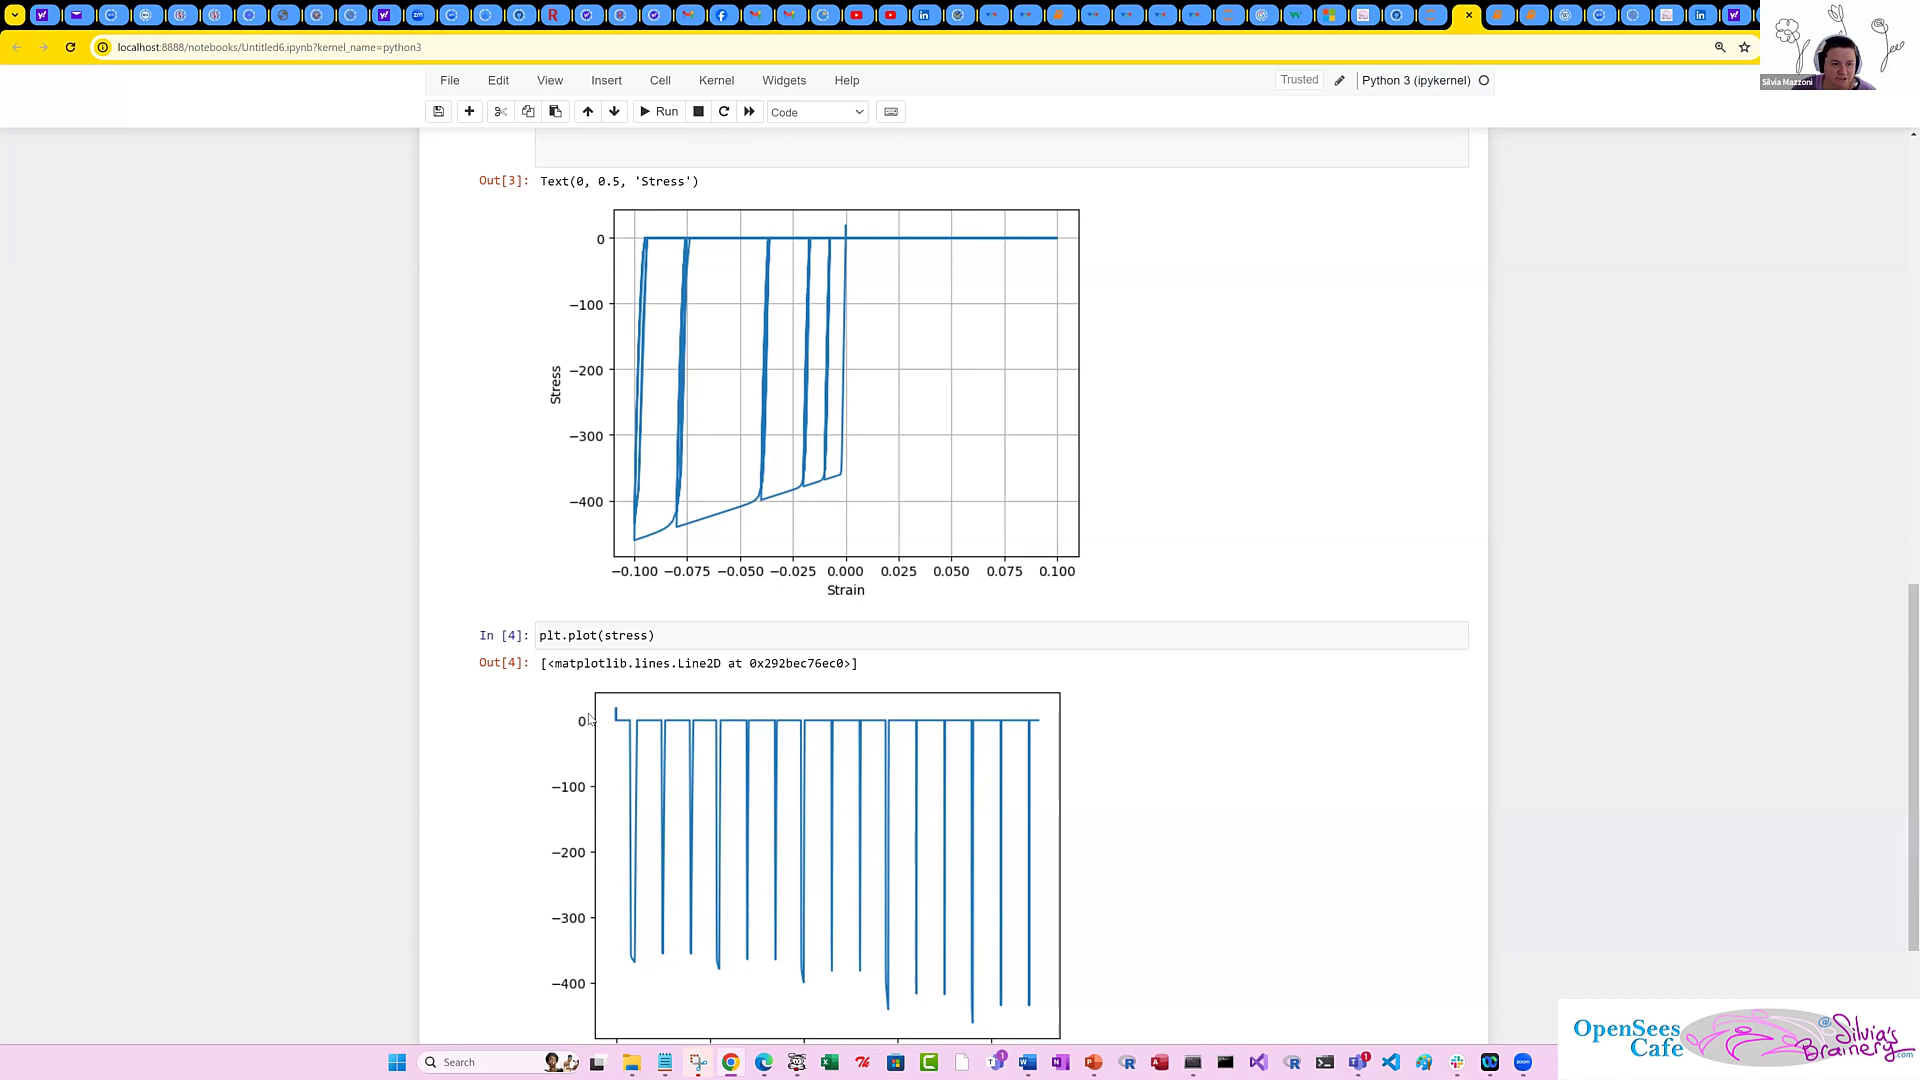 localhost:8888/notebooks/Untitled6.ipynb?kernel_name=python3
Silvia Mazzoni
File Edit View Insert Cell Kernel Widgets Help
Trusted Python 3 (ipykernel)
Run Code
Out[3]: Text(0, 0.5, 'Stress')
0
−100
−200
−300
−400
Stress
−0.100 −0.075 −0.050 −0.025 0.000 0.025 0.050 0.075 0.100
Strain
In [4]: plt.plot(stress)
Out[4]: [<matplotlib.lines.Line2D at 0x292bec76ec0>]
0
−100
−200
−300
−400
OpenSees
Cafe
@Silvia's
Brainery.com
Search